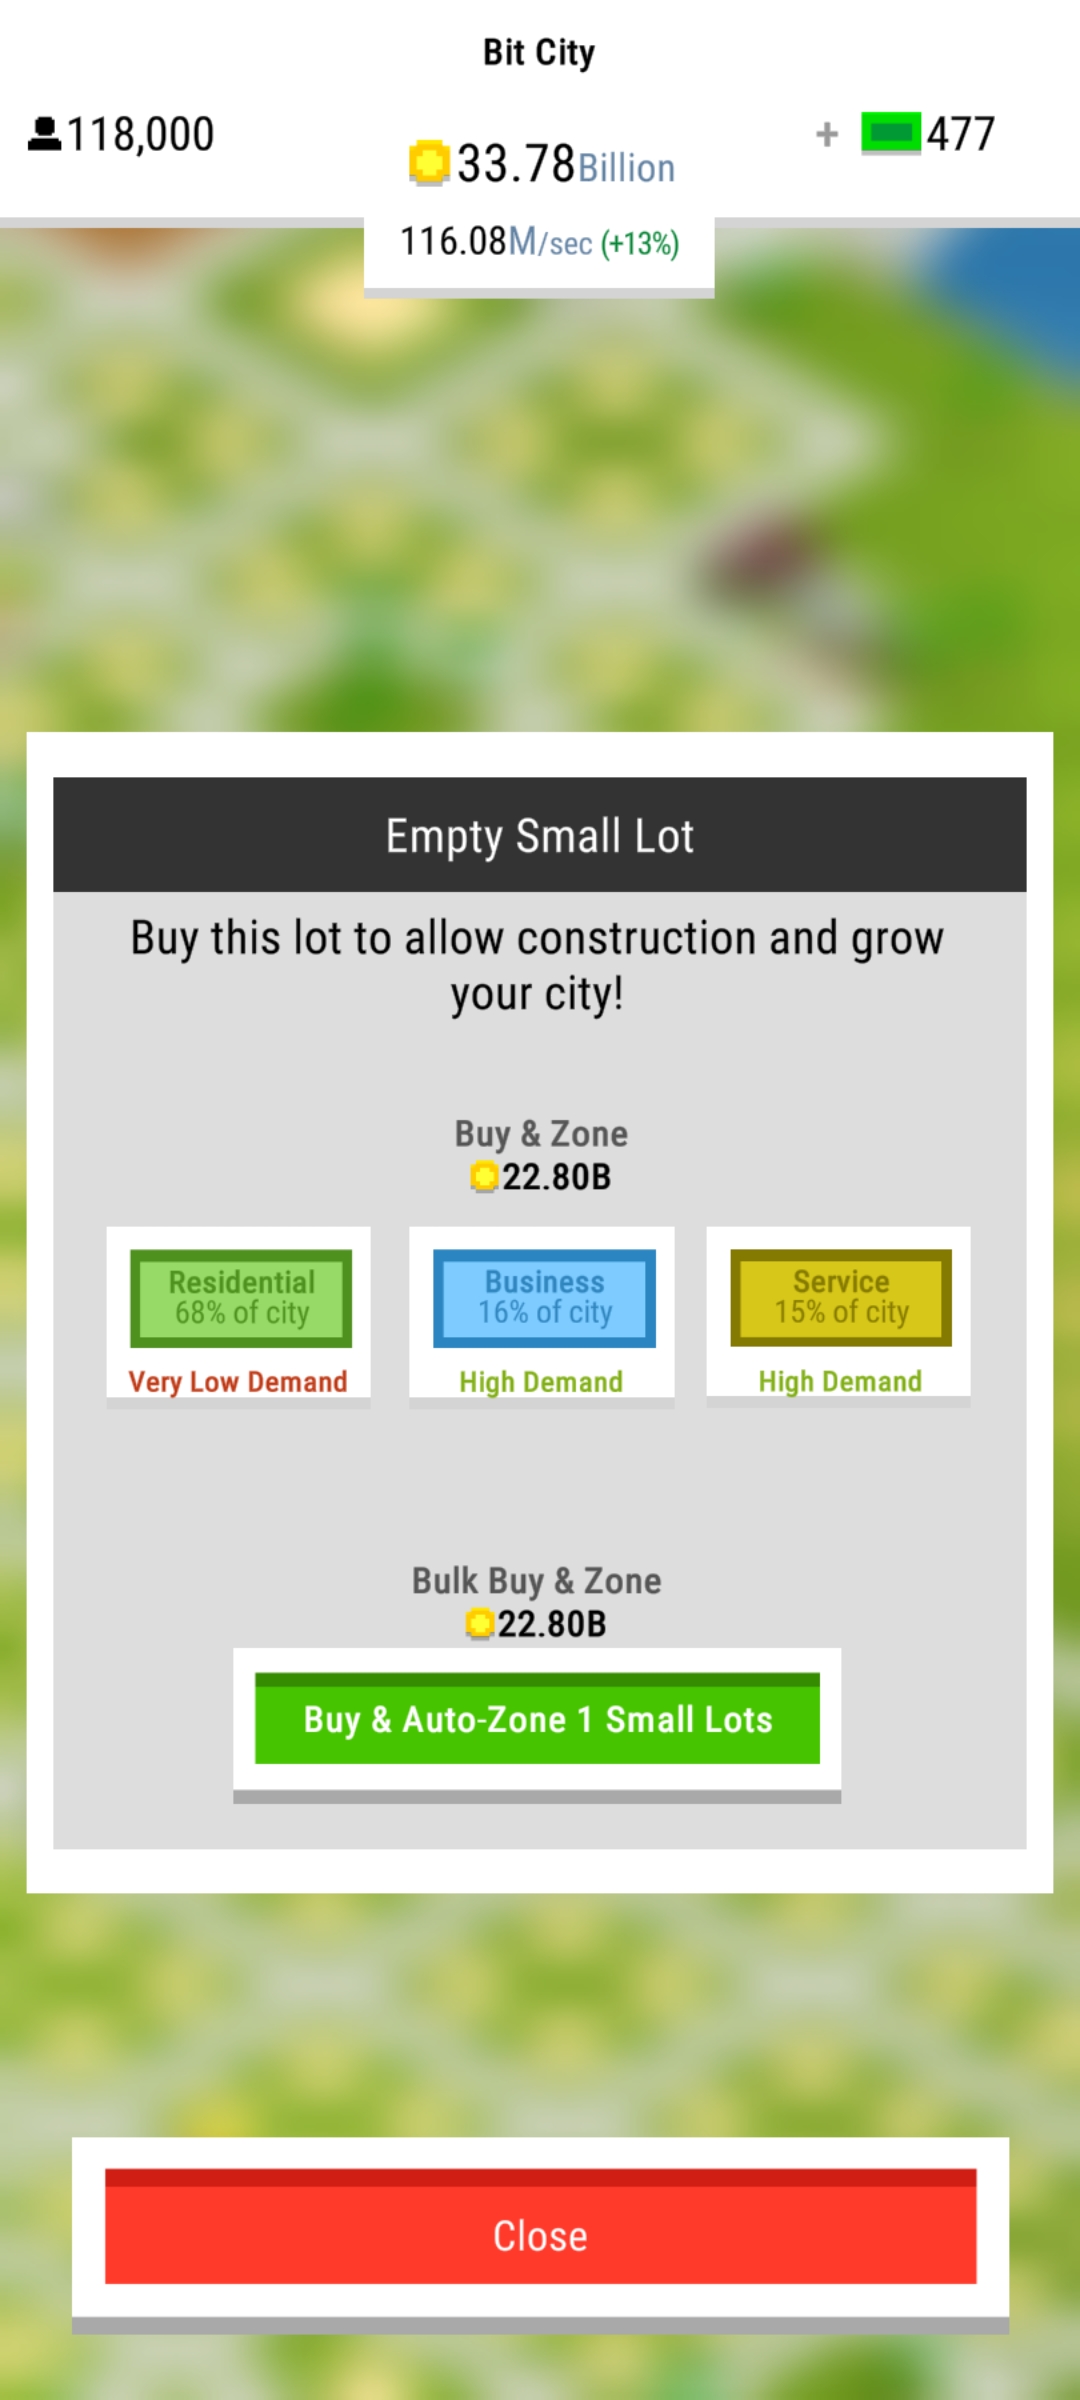 Bit City
118,000
33.78Billion
+ 477
116.08M/sec (+13%)
Empty Small Lot
Buy this lot to allow construction and grow
your city!
Buy & Zone
22.80B
Residential
68% of city
Very Low Demand
Business
16% of city
High Demand
Service
15% of city
High Demand
Bulk Buy & Zone
22.80B
Buy & Auto-Zone 1 Small Lots
Close